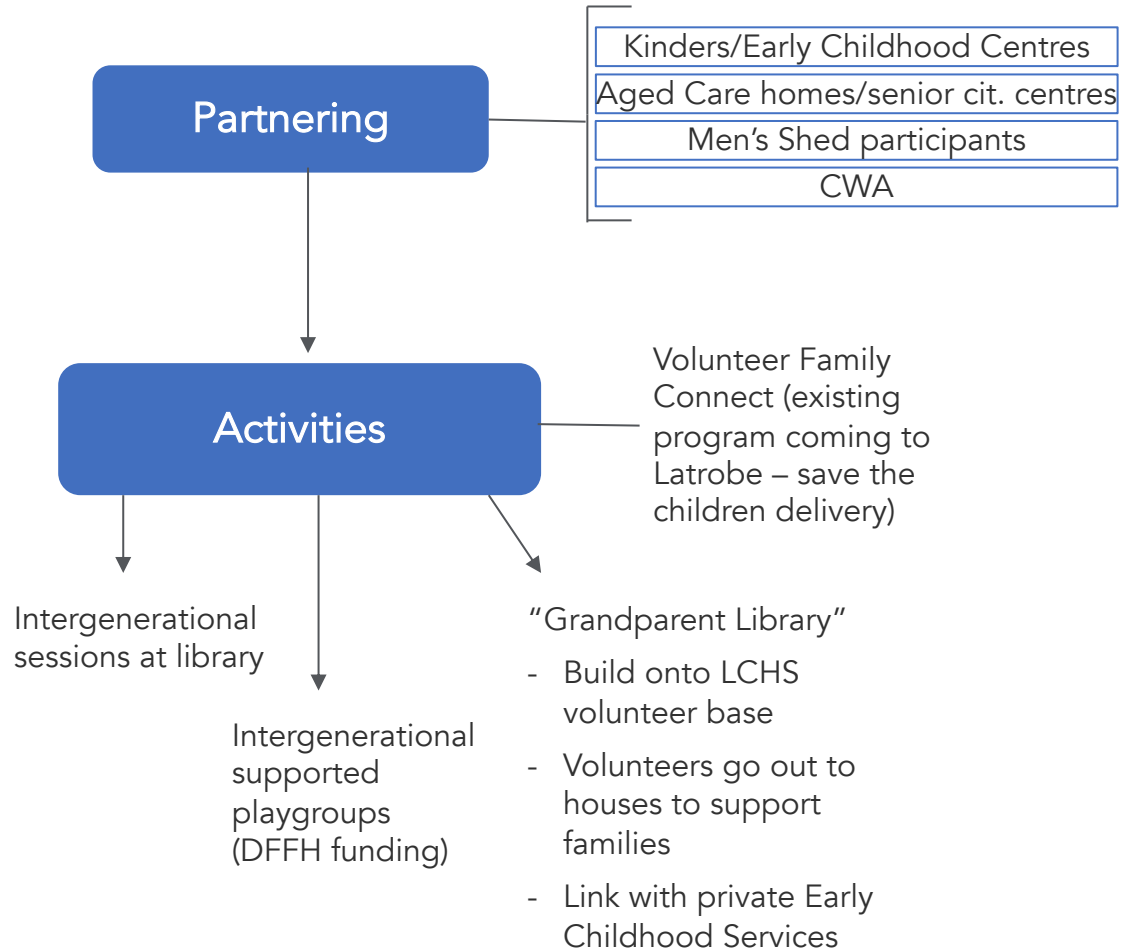 Partnering
Kinders/Early Childhood Centres
Aged Care homes/senior cit. centres
Men’s Shed participants
CWA
Activities
Volunteer Family
Connect (existing
program coming to
Latrobe – save the
children delivery)
Intergenerational
sessions at library
Intergenerational
supported
playgroups
(DFFH funding)
“Grandparent Library”
- Build onto LCHS
volunteer base
- Volunteers go out to
houses to support
families
- Link with private Early
Childhood Services